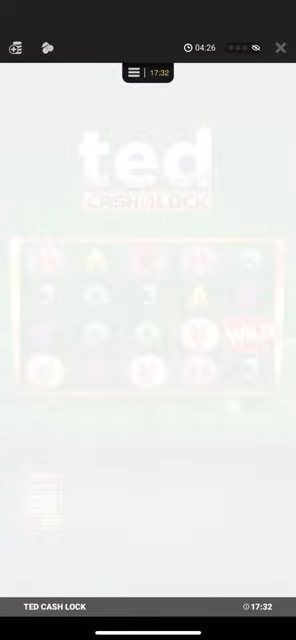 04:26
17:32
ted
CASH LOCK
A
J
J
A
WILD
J
TED CASH LOCK
17:32